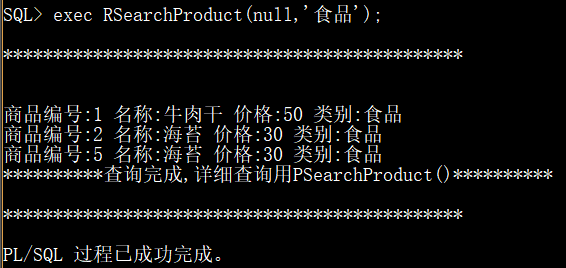 SQL> exec RSearchProduct(null,'食品');
**********************************************
商品编号:1 名称:牛肉干 价格:50 类别:食品
商品编号:2 名称:海苔 价格:30 类别:食品
商品编号:5 名称:海苔 价格:30 类别:食品
**********查询完成,详细查询用PSearchProduct()**********
**********************************************
PL/SQL 过程已成功完成。